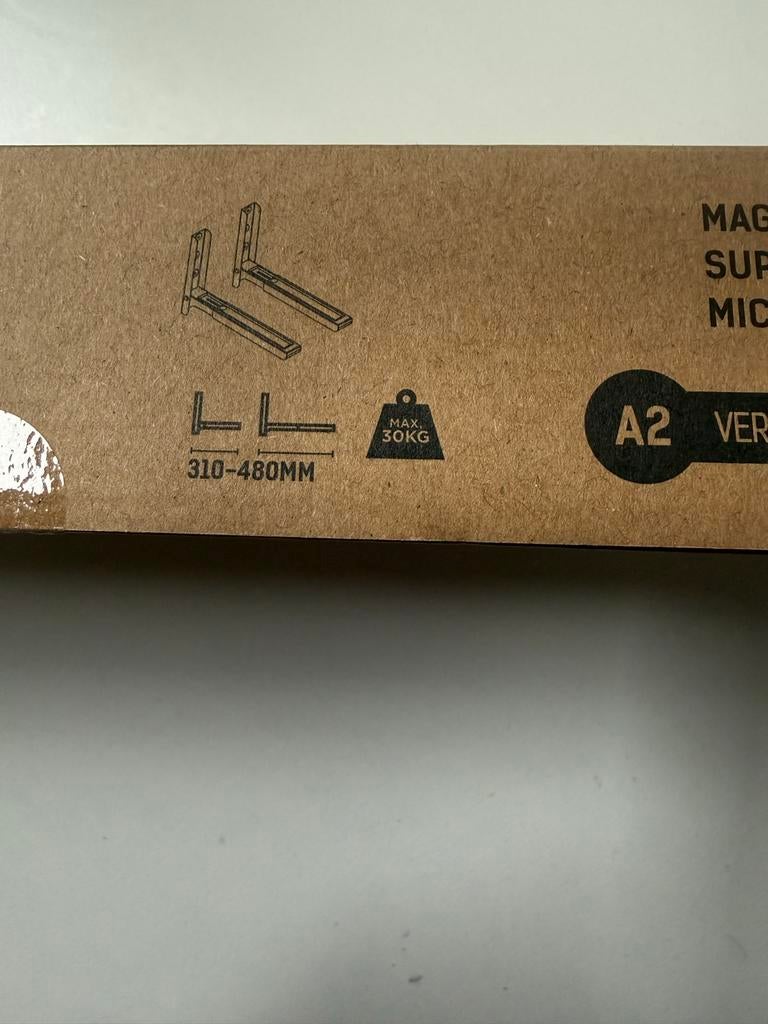 MAG
SUP
MIC
MAX.
30KG
310-480MM
A2 VER